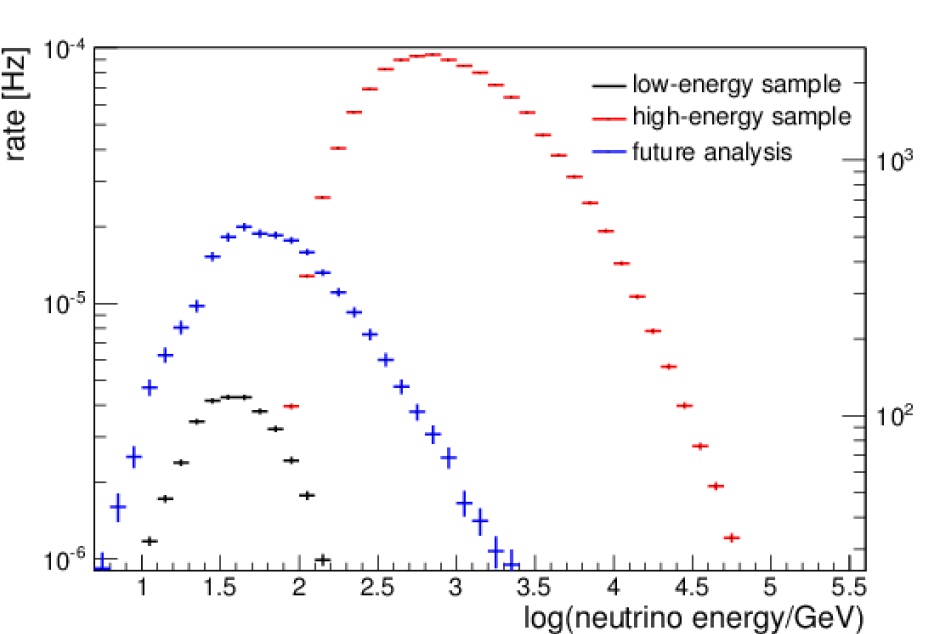 rate [Hz]
10-4
10-5
10-6
low-energy sample
high-energy sample
future analysis
103
102
1 1.5 2 2.5 3 3.5 4 4.5 5 5.5
log(neutrino energy/GeV)